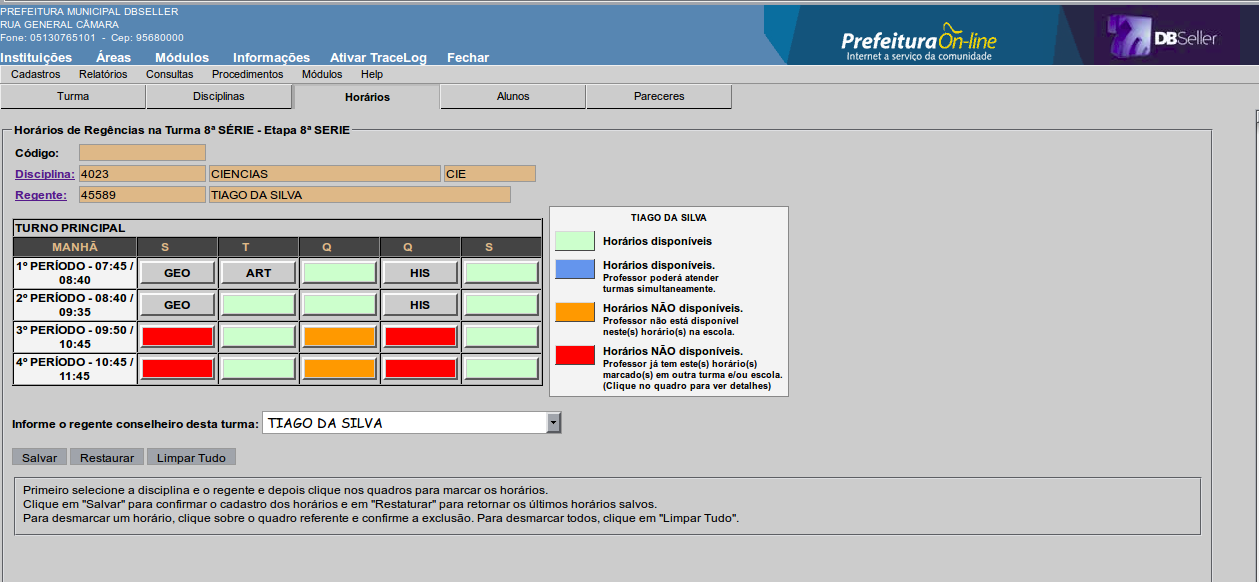 PREFEITURA MUNICIPAL DBSELLER
RUA GENERAL CÂMARA
Fone: 05130765101 - Cep: 95680000
Prefeitura On-line
Internet a serviço da comunidade
DBSeller
Instituições Áreas Módulos Informações Ativar TraceLog Fechar
Cadastros Relatórios Consultas Procedimentos Módulos Help
Turma Disciplinas Horários Alunos Pareceres
Horários de Regências na Turma 8ª SÉRIE - Etapa 8ª SERIE
Código:
Disciplina: 4023 CIENCIAS CIE
Regente: 45589 TIAGO DA SILVA
TURNO PRINCIPAL
MANHÃ S T Q Q S
1º PERÍODO - 07:45 /
08:40
GEO ART HIS
2º PERÍODO - 08:40 /
09:35
GEO HIS
3º PERÍODO - 09:50 /
10:45
4º PERÍODO - 10:45 /
11:45
TIAGO DA SILVA
Horários disponíveis
Horários disponíveis.
Professor poderá atender
turmas simultaneamente.
Horários NÃO disponíveis.
Professor não está disponível
neste(s) horário(s) na escola.
Horários NÃO disponíveis.
Professor já tem este(s) horário(s)
marcado(s) em outra turma e/ou escola.
(Clique no quadro para ver detalhes)
Informe o regente conselheiro desta turma: TIAGO DA SILVA
Salvar Restaurar Limpar Tudo
Primeiro selecione a disciplina e o regente e depois clique nos quadros para marcar os horários.
Clique em "Salvar" para confirmar o cadastro dos horários e em "Restaturar" para retornar os últimos horários salvos.
Para desmarcar um horário, clique sobre o quadro referente e confirme a exclusão. Para desmarcar todos, clique em "Limpar Tudo".